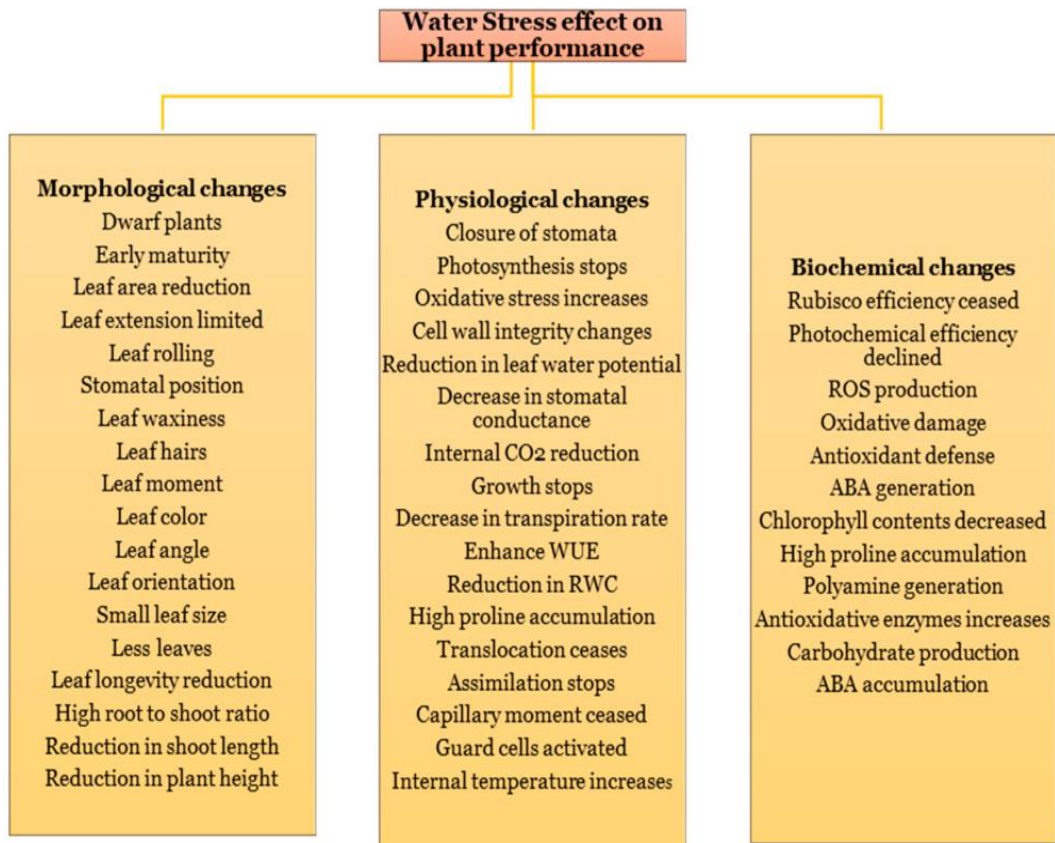 Water Stress effect on
plant performance
Morphological changes
Dwarf plants
Early maturity
Leaf area reduction
Leaf extension limited
Leaf rolling
Stomatal position
Leaf waxiness
Leaf hairs
Leaf moment
Leaf color
Leaf angle
Leaf orientation
Small leaf size
Less leaves
Leaf longevity reduction
High root to shoot ratio
Reduction in shoot length
Reduction in plant height
Physiological changes
Closure of stomata
Photosynthesis stops
Oxidative stress increases
Cell wall integrity changes
Reduction in leaf water potential
Decrease in stomatal
conductance
Internal CO2 reduction
Growth stops
Decrease in transpiration rate
Enhance WUE
Reduction in RWC
High proline accumulation
Translocation ceases
Assimilation stops
Capillary moment ceased
Guard cells activated
Internal temperature increases
Biochemical changes
Rubisco efficiency ceased
Photochemical efficiency
declined
ROS production
Oxidative damage
Antioxidant defense
ABA generation
Chlorophyll contents decreased
High proline accumulation
Polyamine generation
Antioxidative enzymes increases
Carbohydrate production
ABA accumulation